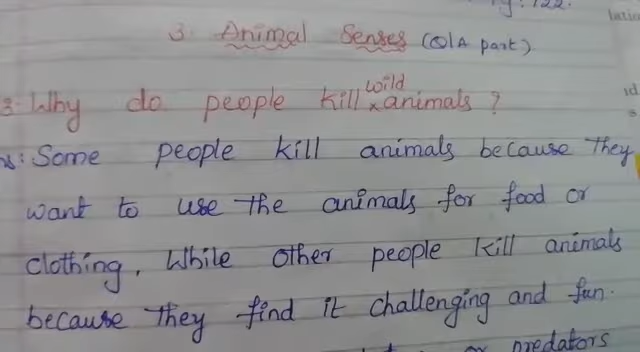 122.
3. Animal Senses (Q/A part)
3. Why do people kill wild animals ?
Some people kill animals because they
want to use the animals for food or
clothing, While other people kill animals
because they find it challenging and fun.
or predators